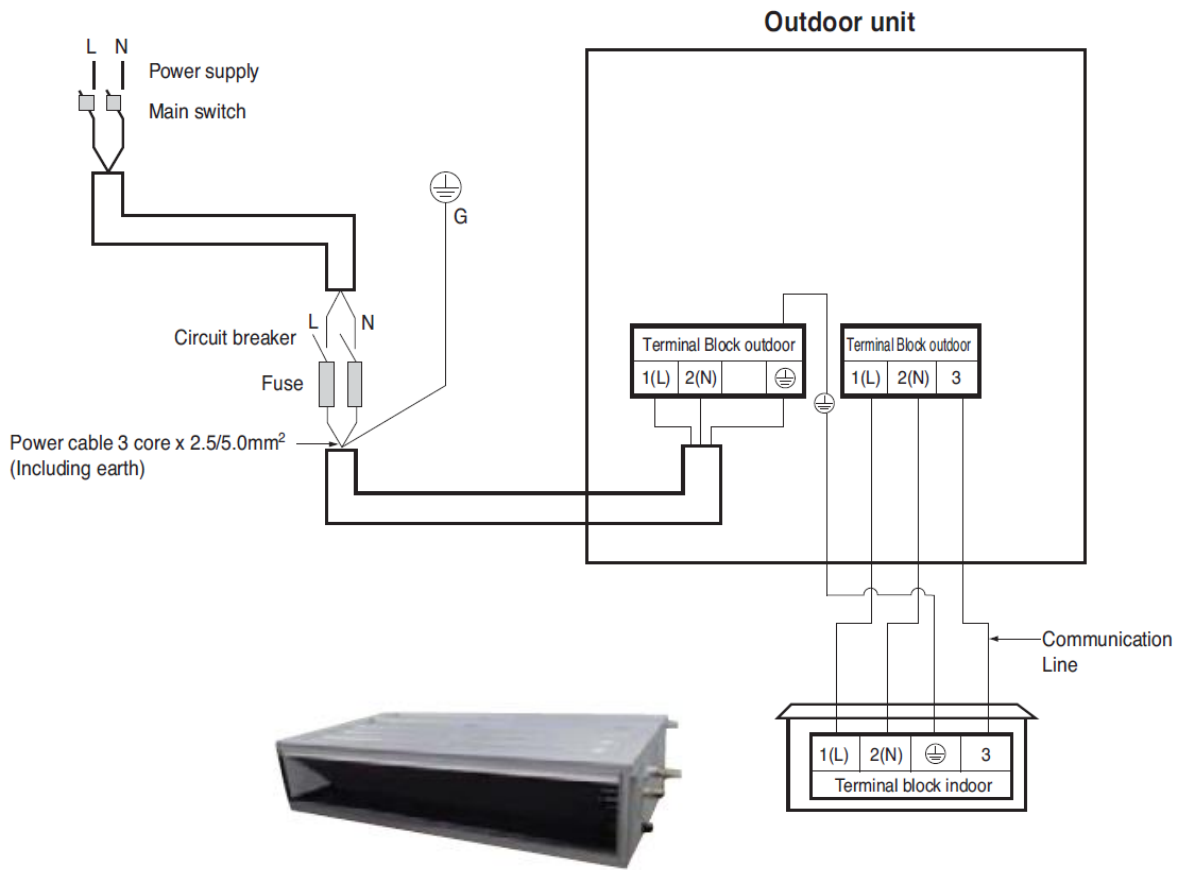 Outdoor unit
L N
Power supply
Main switch
G
L N
Circuit breaker
Fuse
Power cable 3 core x 2.5/5.0mm²
(Including earth)
Terminal Block outdoor
1(L) 2(N)
Terminal Block outdoor
1(L) 2(N) 3
Communication
Line
1(L) 2(N) 3
Terminal block indoor